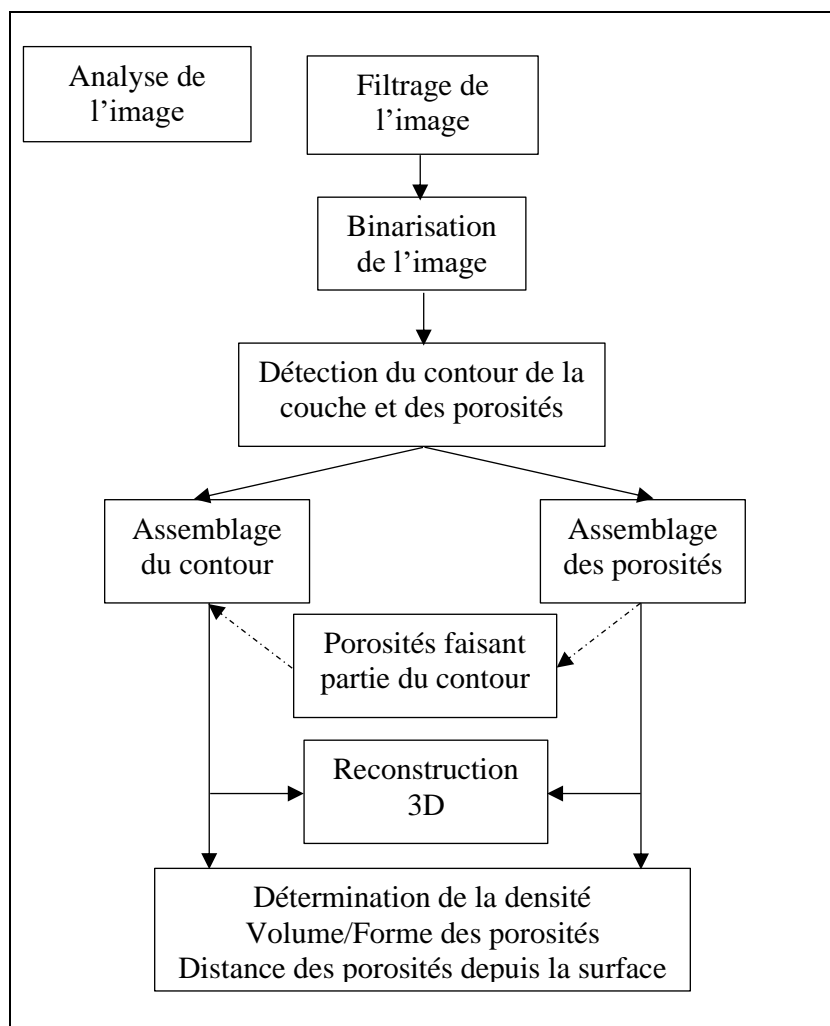 Analyse de
l’image
Filtrage de
l’image
Binarisation
de l’image
Détection du contour de la
couche et des porosités
Assemblage
du contour
Assemblage
des porosités
Porosités faisant
partie du contour
Reconstruction
3D
Détermination de la densité
Volume/Forme des porosités
Distance des porosités depuis la surface